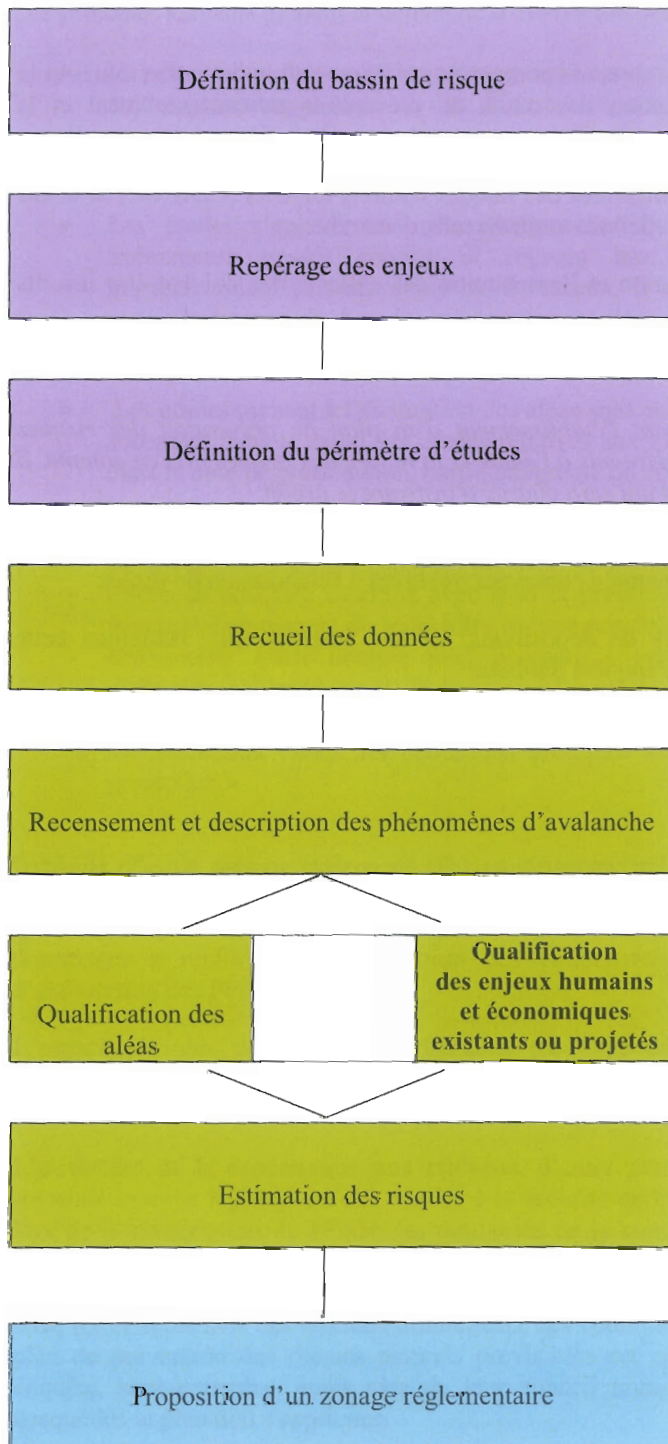 Définition du bassin de risque
Repérage des enjeux
Définition du périmètre d'études
Recueil des données
Recensement et description des phénomènes d'avalanche
Qualification des
aléas
Qualification
des enjeux humains
et économiques
existants ou projetés
Estimation des risques
Proposition d'un zonage réglementaire